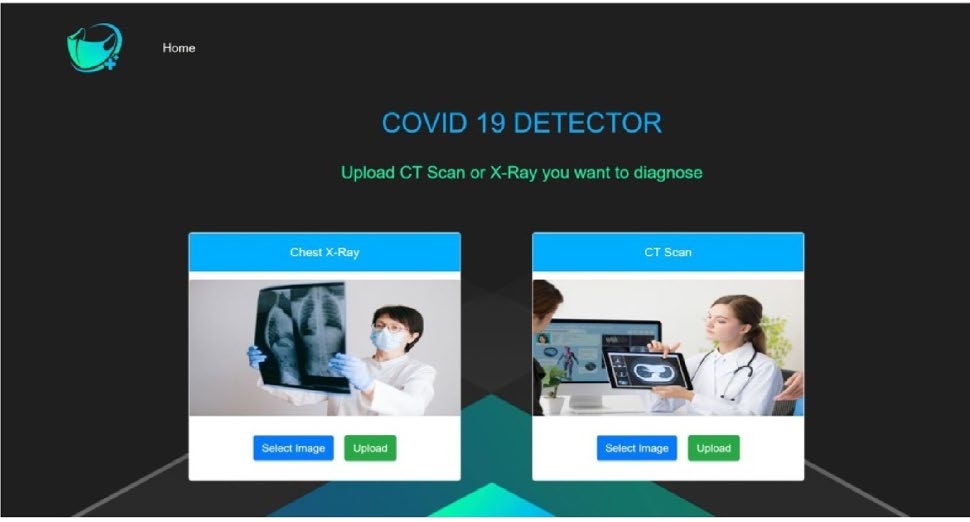 Home
COVID 19 DETECTOR
Upload CT Scan or X-Ray you want to diagnose
Chest X-Ray
CT Scan
Select Image
Upload
Select Image
Upload